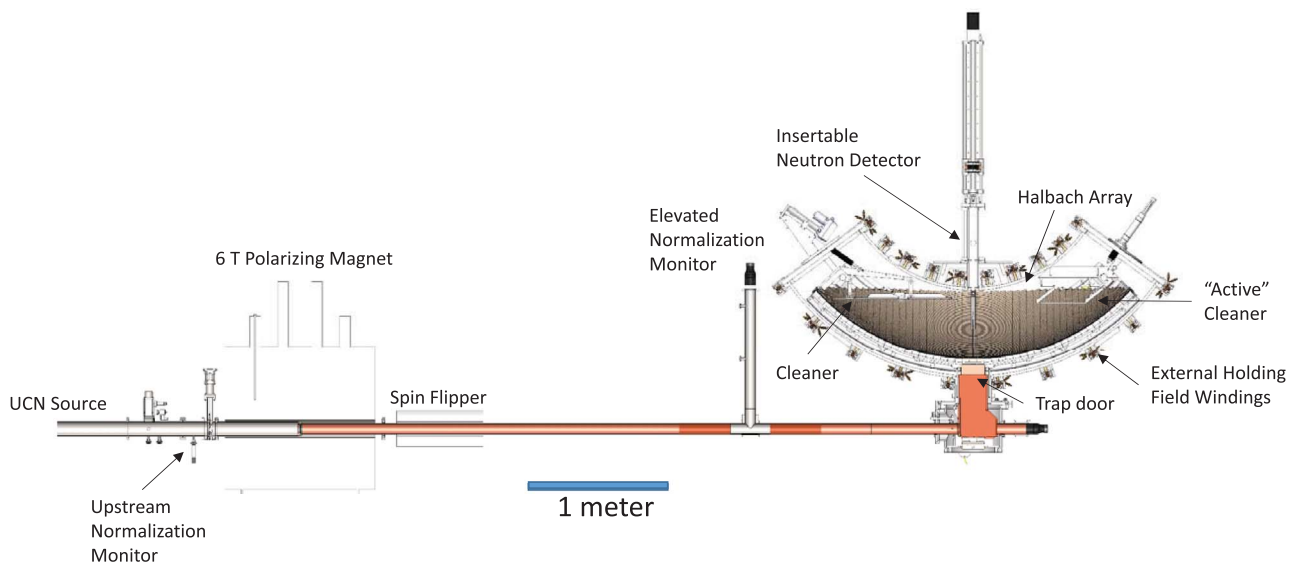 Insertable
Neutron Detector
Halbach Array
Elevated
Normalization
Monitor
6 T Polarizing Magnet
“Active”
Cleaner
Cleaner
External Holding
Field Windings
Spin Flipper
Trap door
UCN Source
1 meter
Upstream
Normalization
Monitor